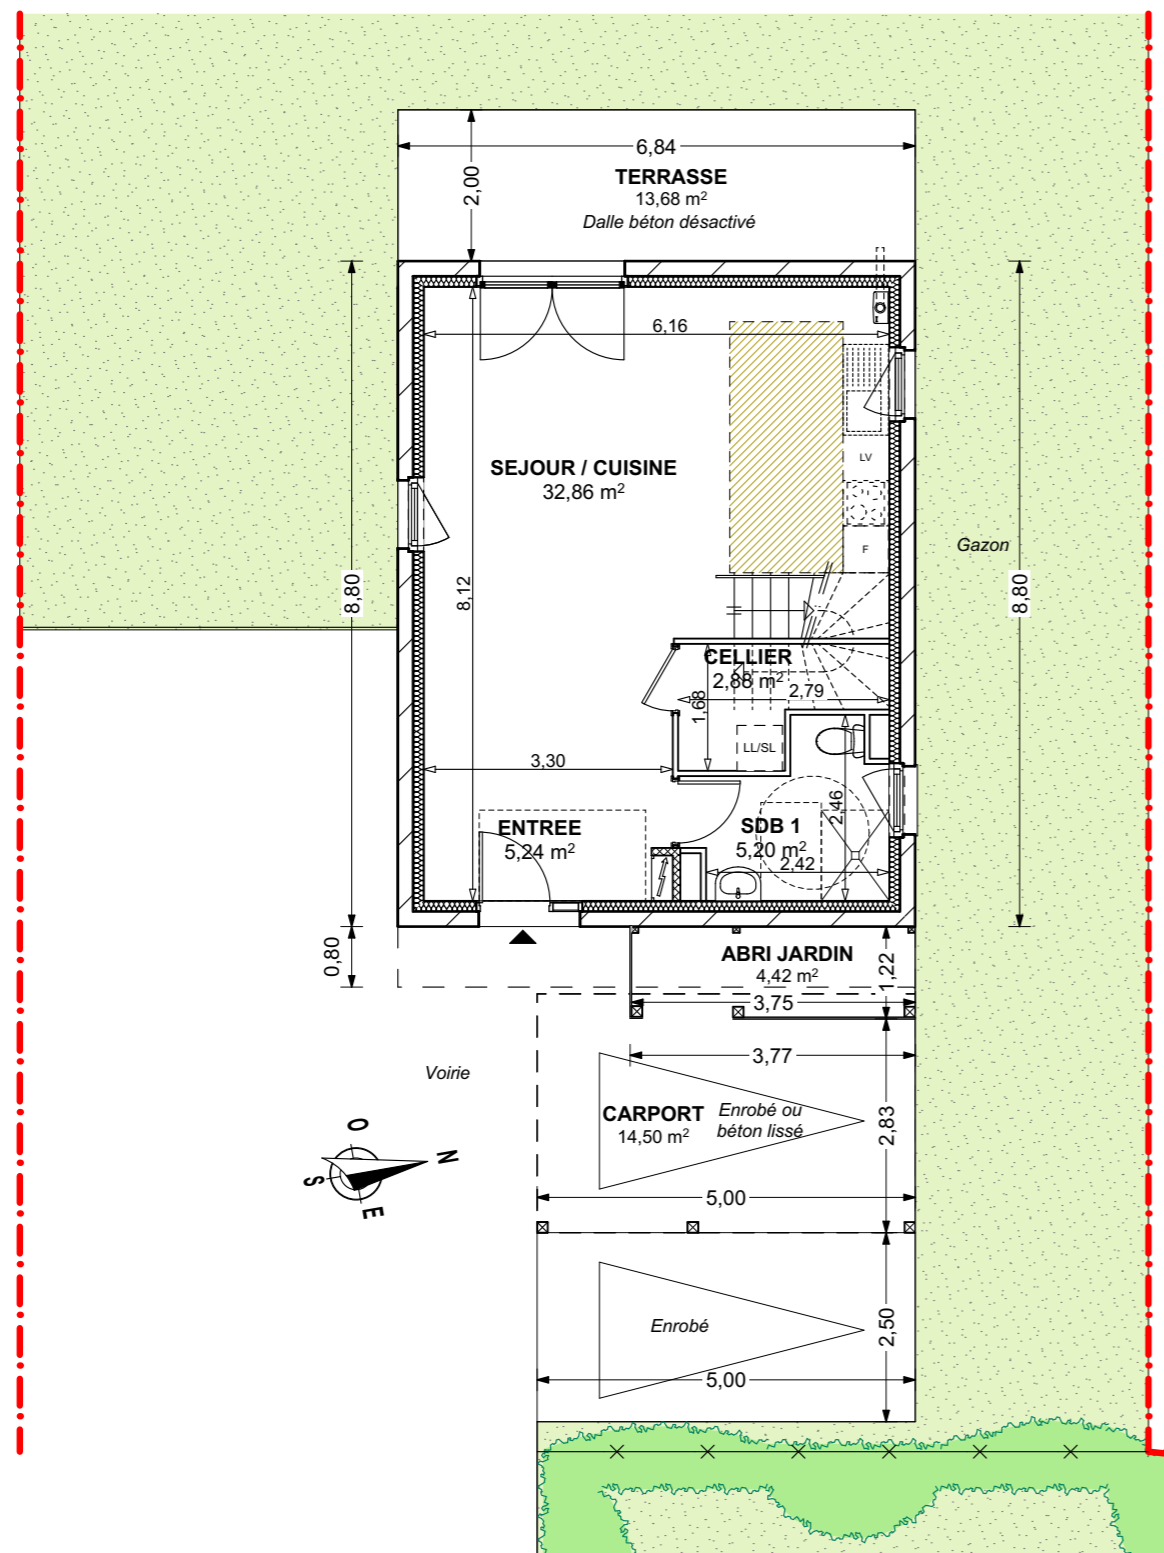 6,84
2,00
TERRASSE
13,68 m²
Dalle béton désactivé
6,16
SEJOUR / CUISINE
32,86 m²
LV
F
Gazon
8,80
8,12
8,80
CELLIER
2,88 m²
2,79
1,68
LL/SL
3,30
2,46
ENTREE
5,24 m²
SDB 1
5,20 m²
2,42
0,80
ABRI JARDIN
4,42 m²
1,22
3,75
3,77
Voirie
CARPORT
14,50 m²
Enrobé ou
béton lissé
2,83
O
N
S
E
5,00
Enrobé
2,50
5,00